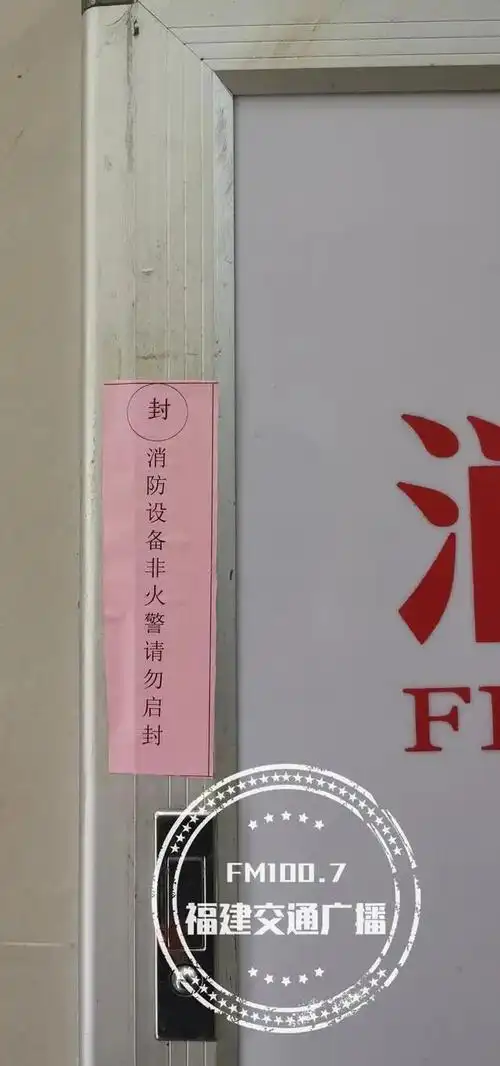 封
消防设备非火警请勿启封
FM100.7
福建交通广播